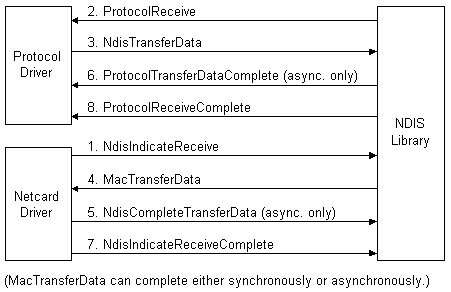 2. ProtocolReceive
3. NdisTransferData
Protocol
Driver
6. ProtocolTransferDataComplete (async. only)
8. ProtocolReceiveComplete
NDIS
Library
1. NdisIndicateReceive
4. MacTransferData
Netcard
Driver
5. NdisCompleteTransferData (async. only)
7. NdisIndicateReceiveComplete
(MacTransferData can complete either synchronously or asynchronously.)